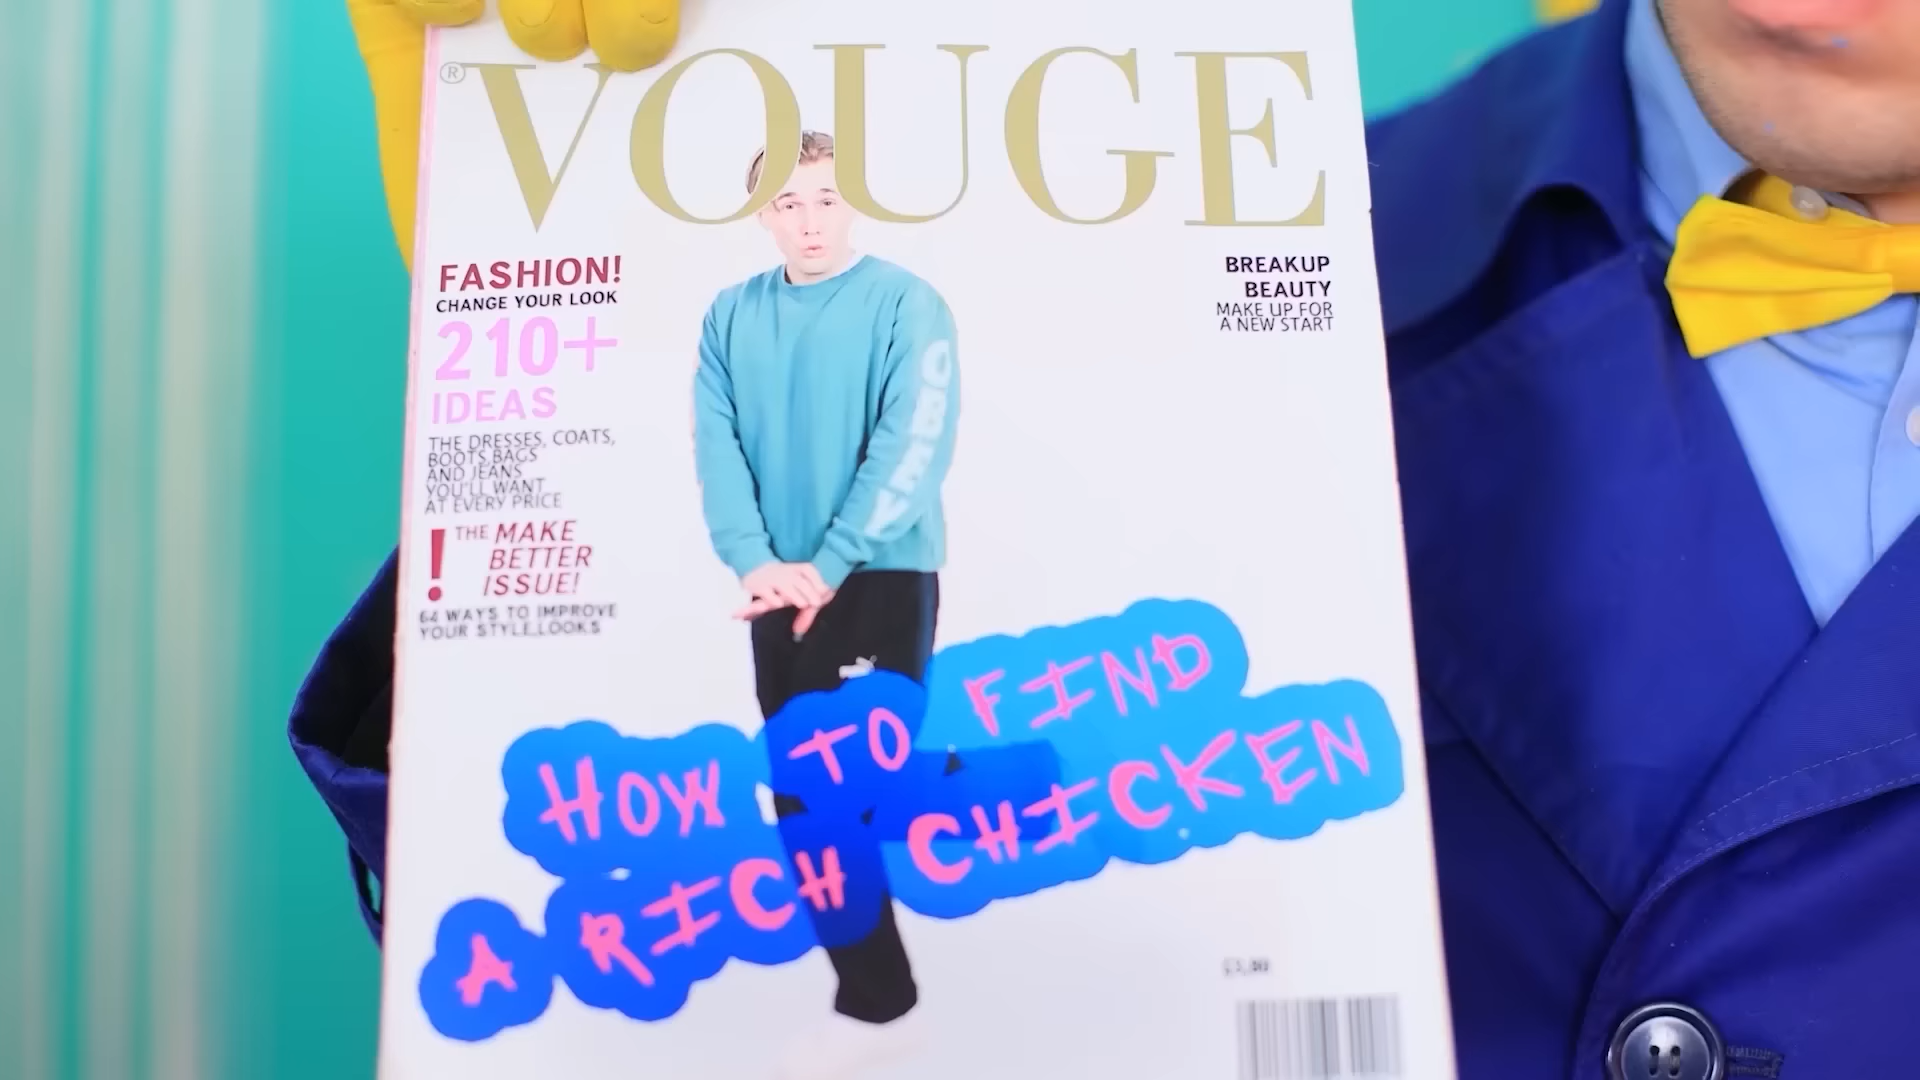 ®
VOUGE
FASHION!
CHANGE YOUR LOOK
210+
IDEAS
THE DRESSES, COATS,
BOOTS,BAGS
AND JEANS
YOU'LL WANT
AT EVERY PRICE
! THE MAKE
BETTER
ISSUE!
64 WAYS TO IMPROVE
YOUR STYLE,LOOKS
BREAKUP
BEAUTY
MAKE UP FOR
A NEW START
HOW TO FIND
A RICH CHICKEN